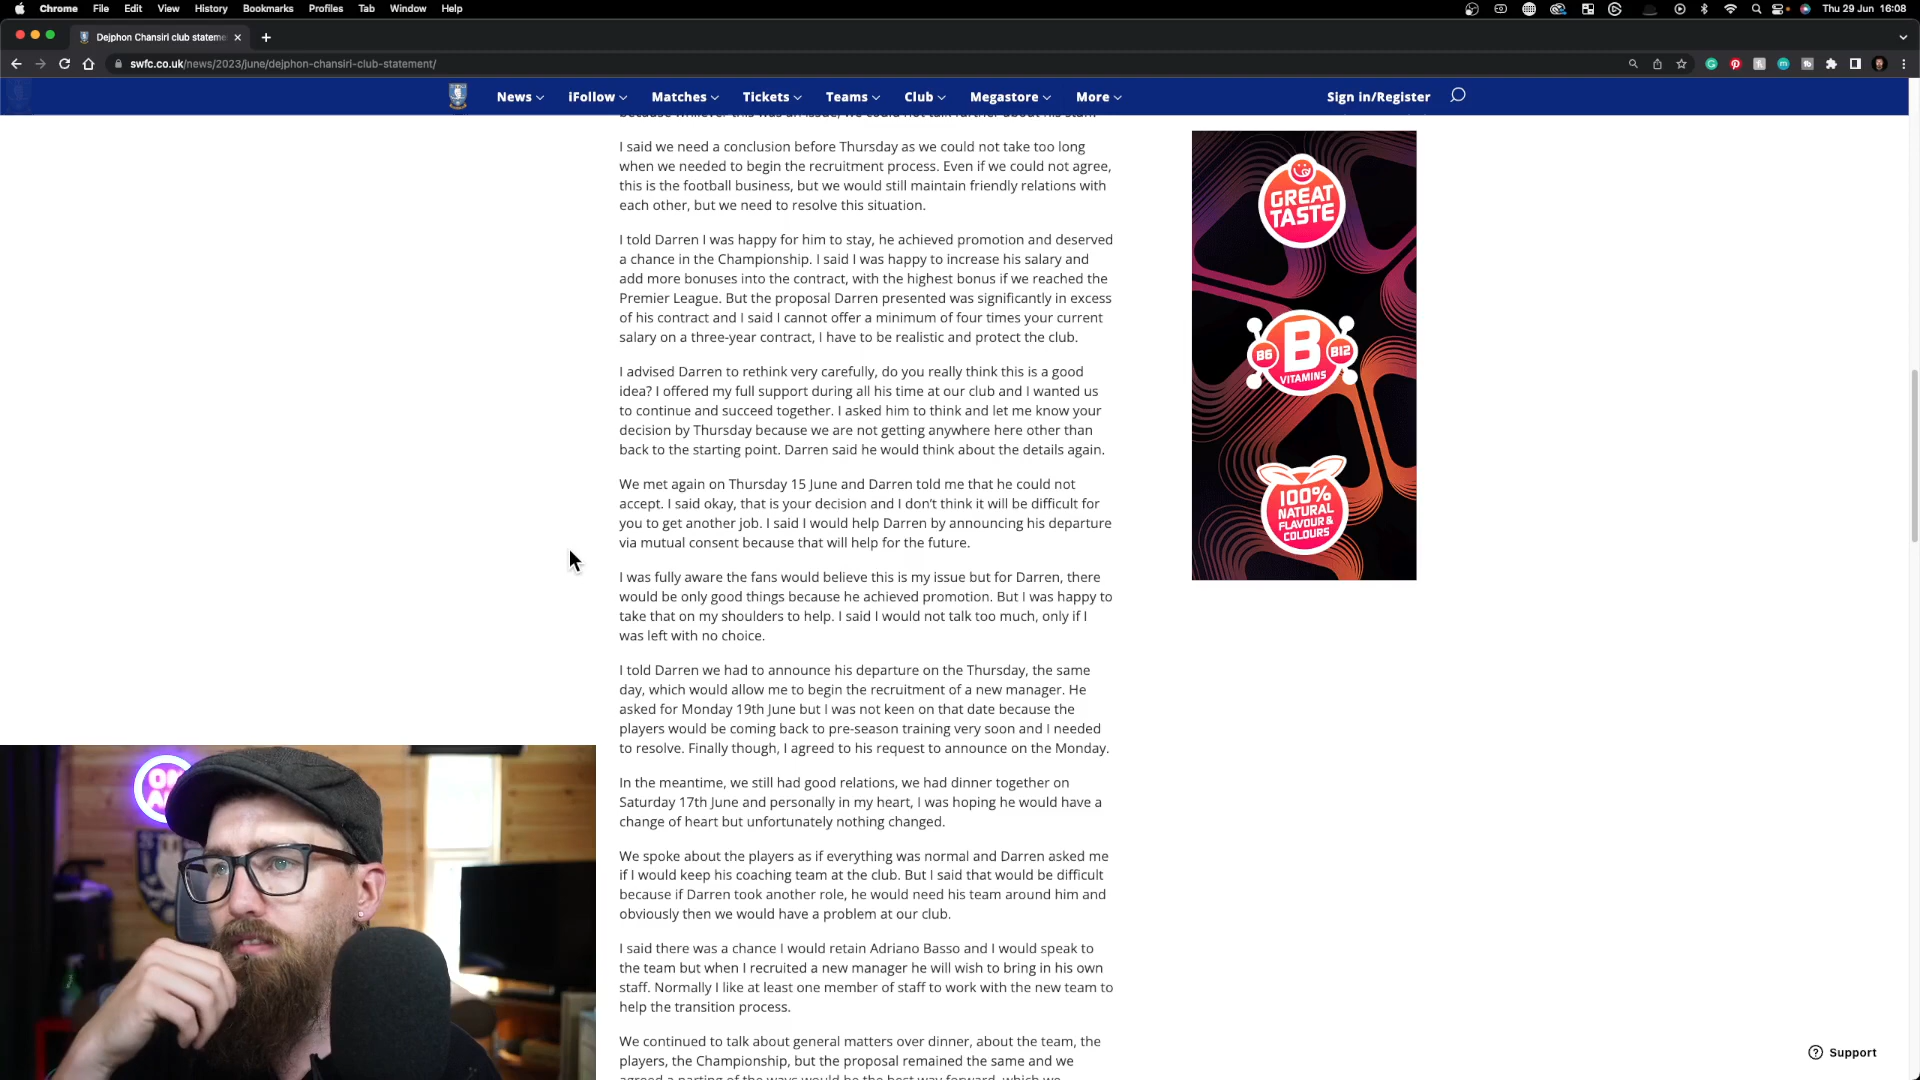 Chrome File Edit View History Bookmarks Profiles Tab Window Help
Thu 29 Jun 16:08
Dejphon Chansiri club stateme
swfc.co.uk/news/2023/june/dejphon-chansiri-club-statement/
News iFollow Matches Tickets Teams Club Megastore More
Sign in/Register
because whilever this was an issue, we could not talk further about his staff.
I said we need a conclusion before Thursday as we could not take too long
when we needed to begin the recruitment process. Even if we could not agree,
this is the football business, but we would still maintain friendly relations with
each other, but we need to resolve this situation.
I told Darren I was happy for him to stay, he achieved promotion and deserved
a chance in the Championship. I said I was happy to increase his salary and
add more bonuses into the contract, with the highest bonus if we reached the
Premier League. But the proposal Darren presented was significantly in excess
of his contract and I said I cannot offer a minimum of four times your current
salary on a three-year contract, I have to be realistic and protect the club.
I advised Darren to rethink very carefully, do you really think this is a good
idea? I offered my full support during all his time at our club and I wanted us
to continue and succeed together. I asked him to think and let me know your
decision by Thursday because we are not getting anywhere here other than
back to the starting point. Darren said he would think about the details again.
We met again on Thursday 15 June and Darren told me that he could not
accept. I said okay, that is your decision and I don't think it will be difficult for
you to get another job. I said I would help Darren by announcing his departure
via mutual consent because that will help for the future.
I was fully aware the fans would believe this is my issue but for Darren, there
would be only good things because he achieved promotion. But I was happy to
take that on my shoulders to help. I said I would not talk too much, only if I
was left with no choice.
I told Darren we had to announce his departure on the Thursday, the same
day, which would allow me to begin the recruitment of a new manager. He
asked for Monday 19th June but I was not keen on that date because the
players would be coming back to pre-season training very soon and I needed
to resolve. Finally though, I agreed to his request to announce on the Monday.
In the meantime, we still had good relations, we had dinner together on
Saturday 17th June and personally in my heart, I was hoping he would have a
change of heart but unfortunately nothing changed.
We spoke about the players as if everything was normal and Darren asked me
if I would keep his coaching team at the club. But I said that would be difficult
because if Darren took another role, he would need his team around him and
obviously then we would have a problem at our club.
I said there was a chance I would retain Adriano Basso and I would speak to
the team but when I recruited a new manager he will wish to bring in his own
staff. Normally I like at least one member of staff to work with the new team to
help the transition process.
We continued to talk about general matters over dinner, about the team, the
players, the Championship, but the proposal remained the same and we
agreed a parting of the ways would be the best way forward, which we
GREAT
TASTE
B6
B
B12
VITAMINS
100%
NATURAL
FLAVOUR &
COLOURS
Support